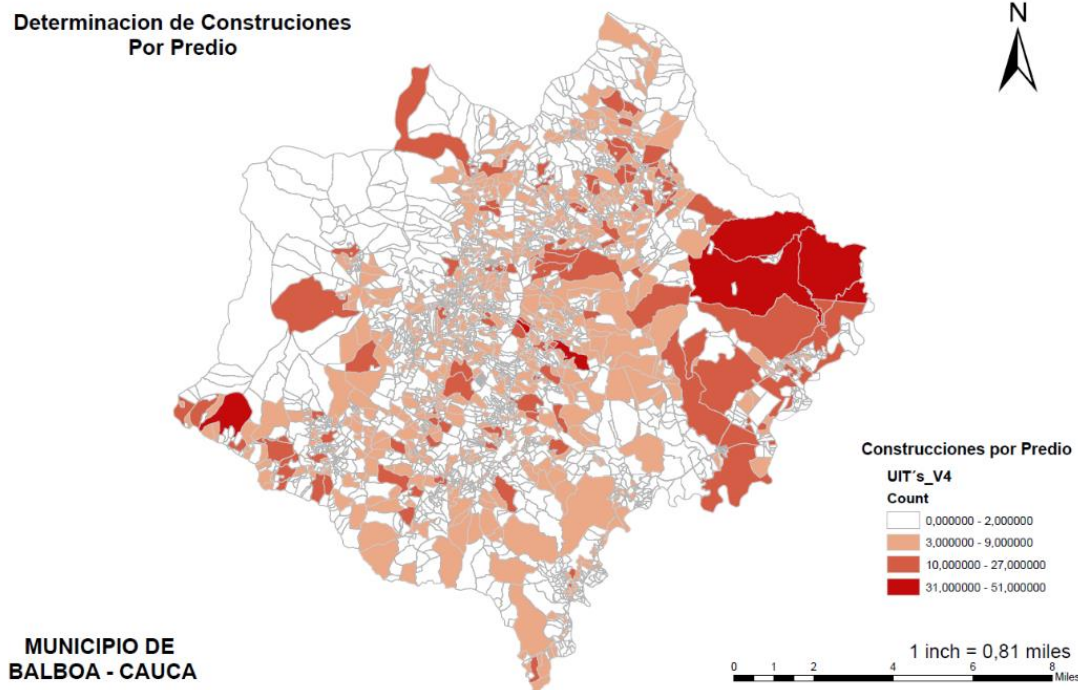 Determinacion de Construciones
Por Predio
N
Construcciones por Predio
UIT´s_V4
Count
0,000000 - 2,000000
3,000000 - 9,000000
10,000000 - 27,000000
31,000000 - 51,000000
MUNICIPIO DE
BALBOA - CAUCA
1 inch = 0,81 miles
0 1 2 4 6 8
Miles